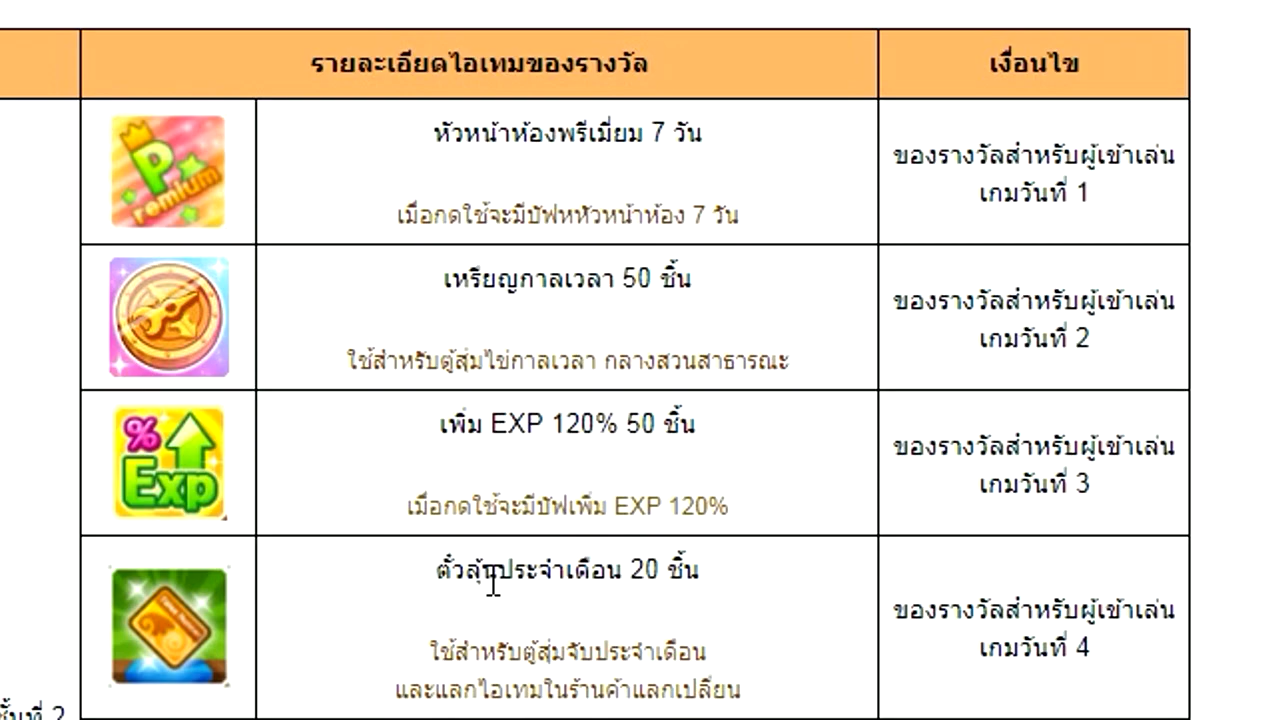 รายละเอียดไอเทมของรางวัล
เงื่อนไข
Premium
หัวหน้าห้องพรีเมี่ยม 7 วัน
เมื่อกดใช้จะมีบัฟหหัวหน้าห้อง 7 วัน
ของรางวัลสำหรับผู้เข้าเล่น
เกมวันที่ 1
เหรียญกาลเวลา 50 ชิ้น
ใช้สำหรับตู้สุ่มไข่กาลเวลา กลางสวนสาธารณะ
ของรางวัลสำหรับผู้เข้าเล่น
เกมวันที่ 2
% Exp
เพิ่ม EXP 120% 50 ชิ้น
เมื่อกดใช้จะมีบัฟเพิ่ม EXP 120%
ของรางวัลสำหรับผู้เข้าเล่น
เกมวันที่ 3
ตั๋วลุ้นประจำเดือน 20 ชิ้น
ใช้สำหรับตู้สุ่มจับประจำเดือน
และแลกไอเทมในร้านค้าแลกเปลี่ยน
ของรางวัลสำหรับผู้เข้าเล่น
เกมวันที่ 4
ชั้นที่ 2